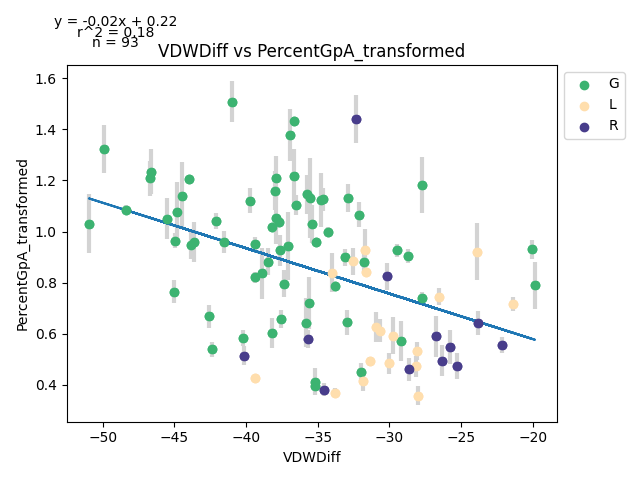 y = -0.02x + 0.22
r^2 = 0.18
n = 93
VDWDiff vs PercentGpA_transformed
1.6
1.4
1.2
1.0
0.8
0.6
0.4
PercentGpA_transformed
−50
−45
−40
−35
−30
−25
−20
VDWDiff
G
L
R